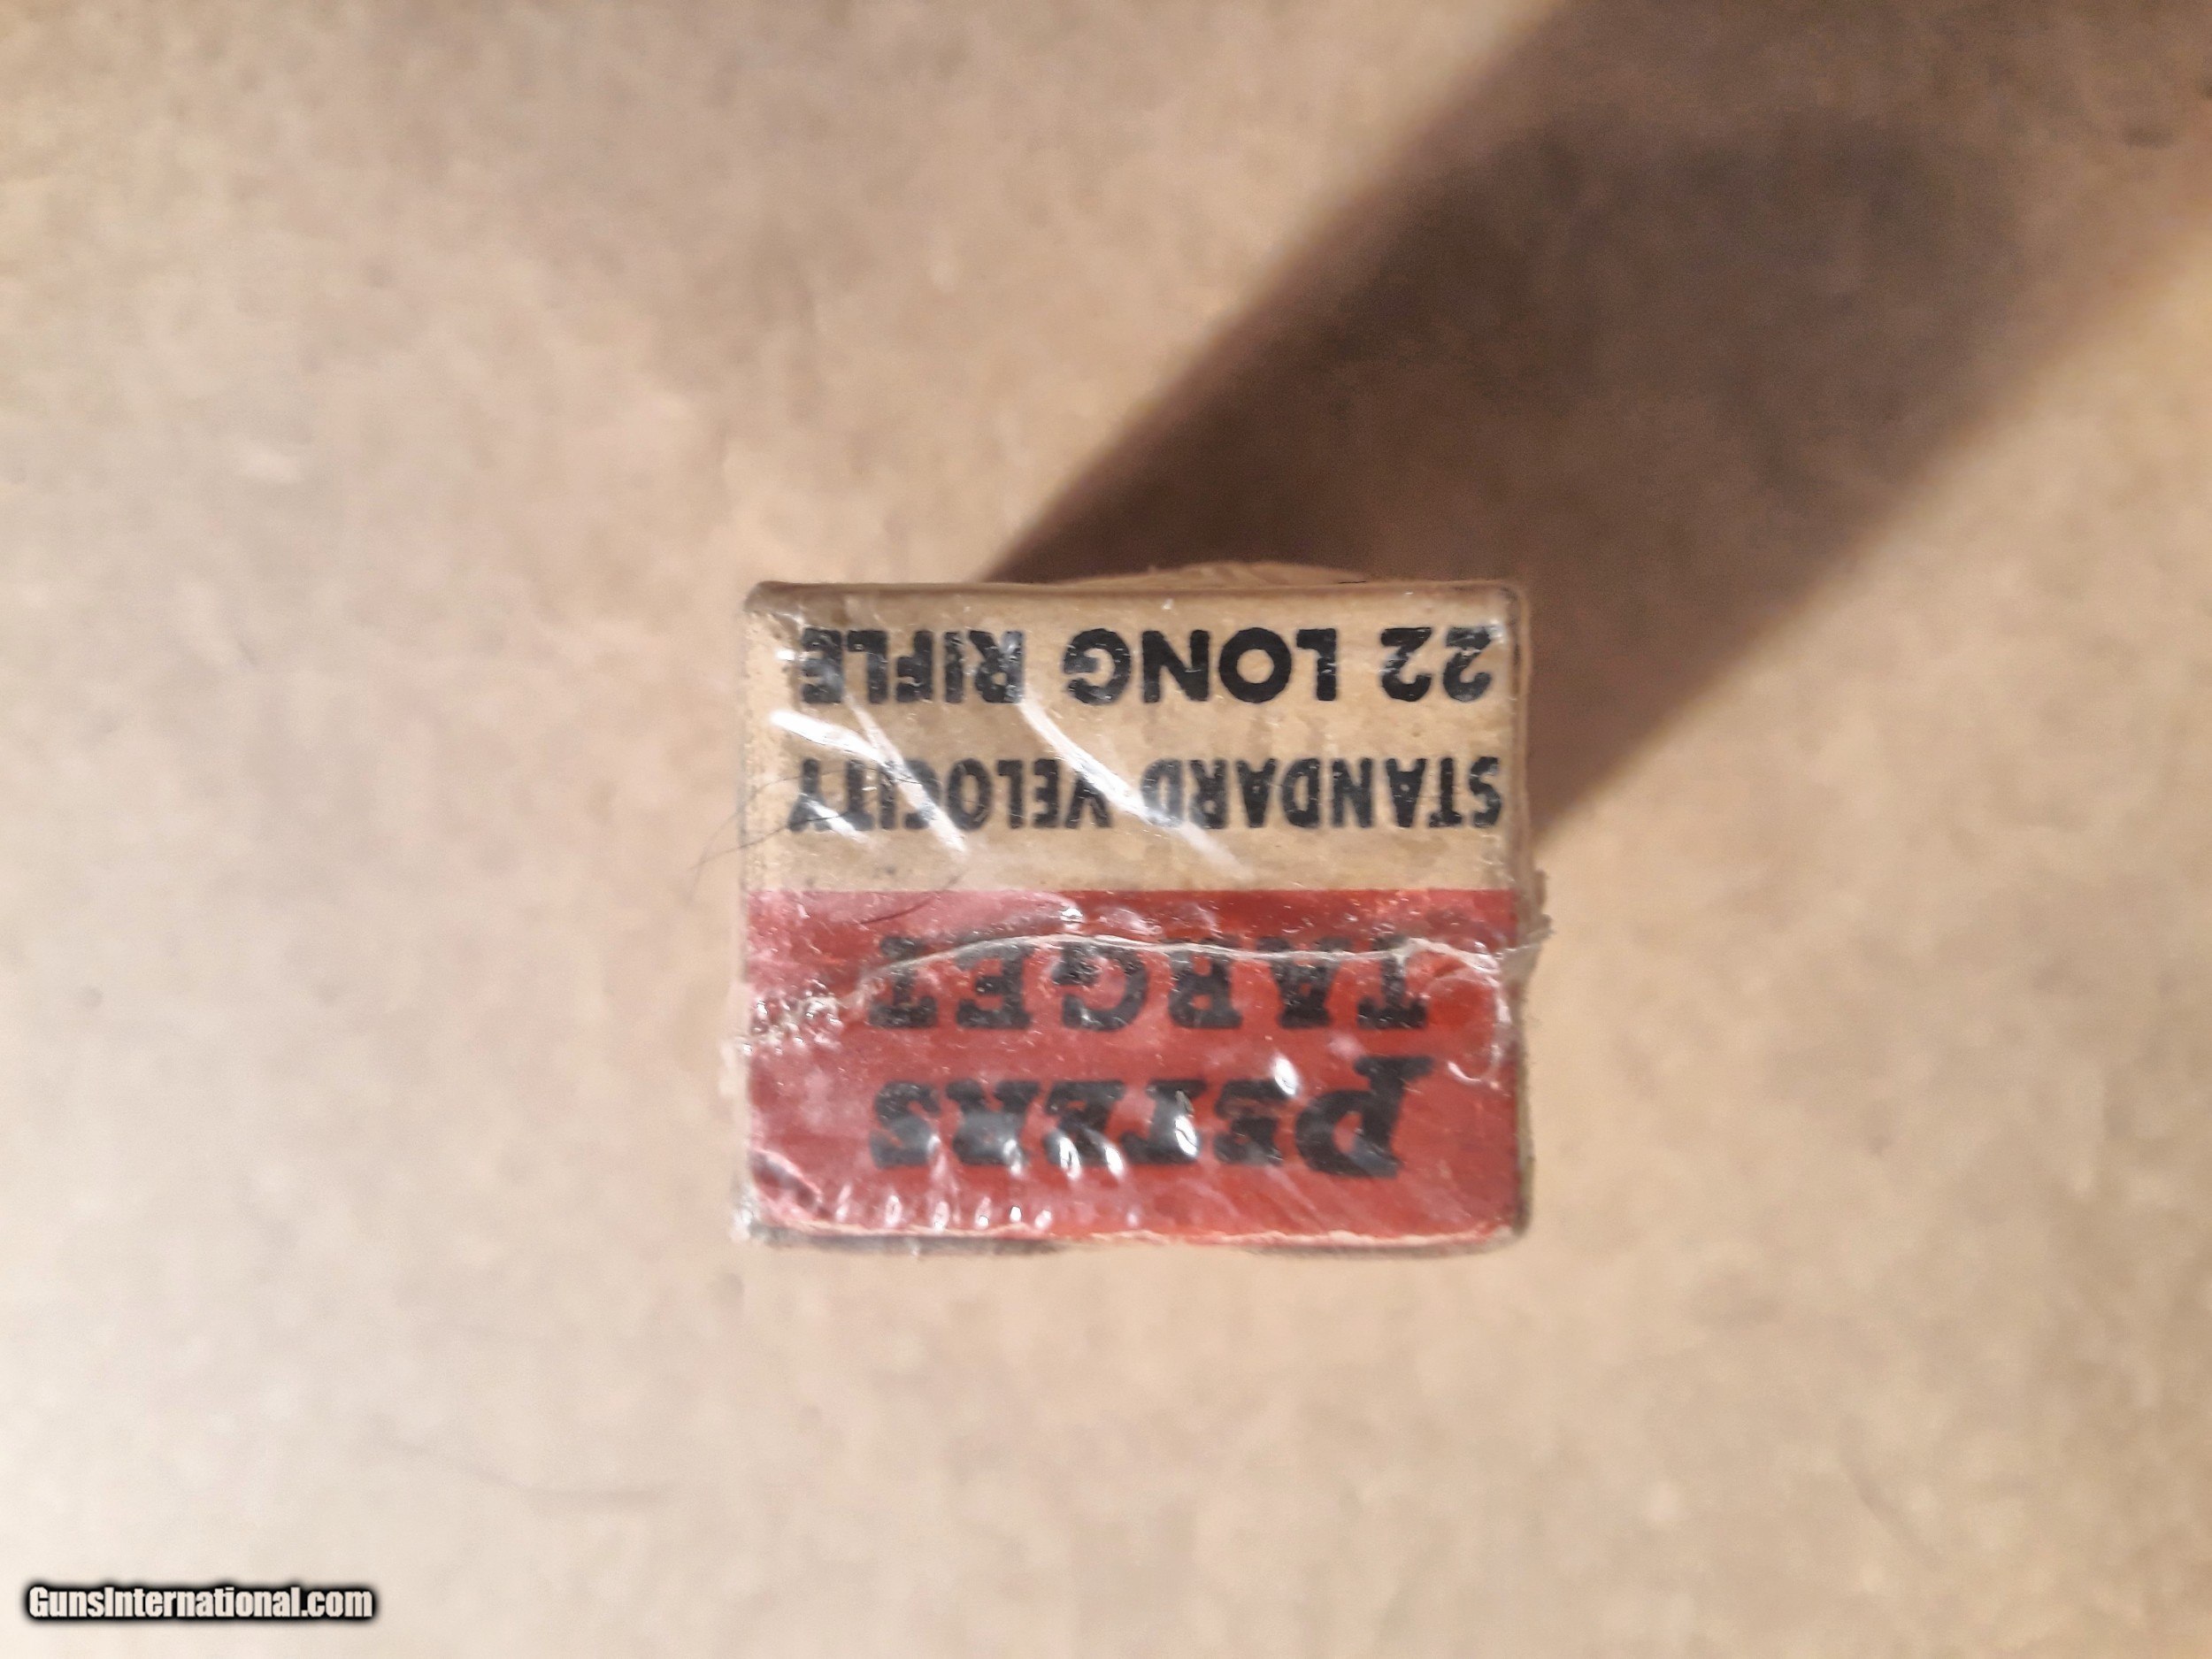 PETERS
TARGET
STANDARD VELOCITY
22 LONG RIFLE
GunsInternational.com